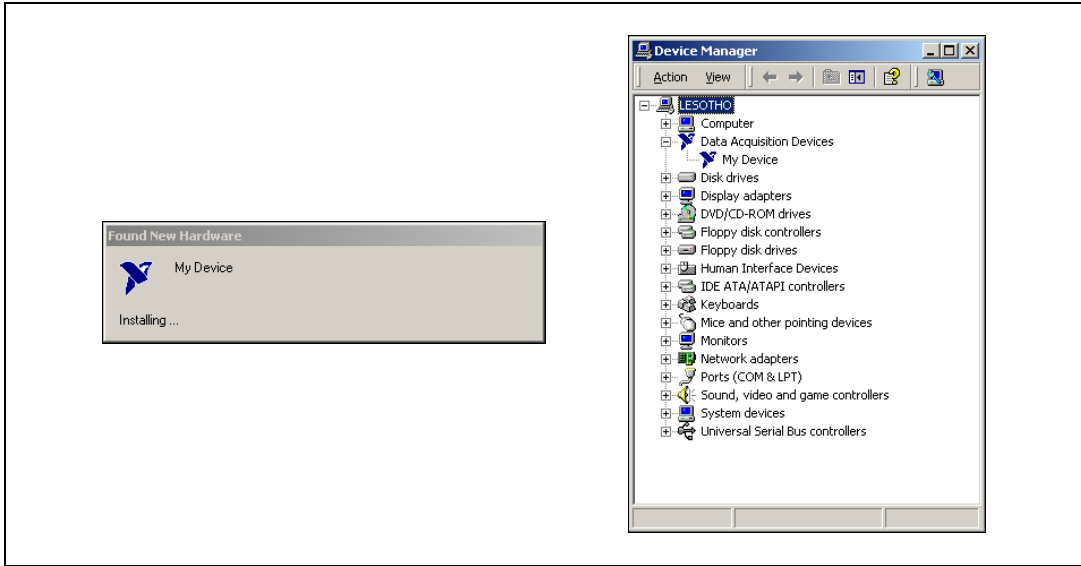 Found New Hardware
My Device
Installing ...
Device Manager
Action View
LESOTHO
Computer
Data Acquisition Devices
My Device
Disk drives
Display adapters
DVD/CD-ROM drives
Floppy disk controllers
Floppy disk drives
Human Interface Devices
IDE ATA/ATAPI controllers
Keyboards
Mice and other pointing devices
Monitors
Network adapters
Ports (COM & LPT)
Sound, video and game controllers
System devices
Universal Serial Bus controllers